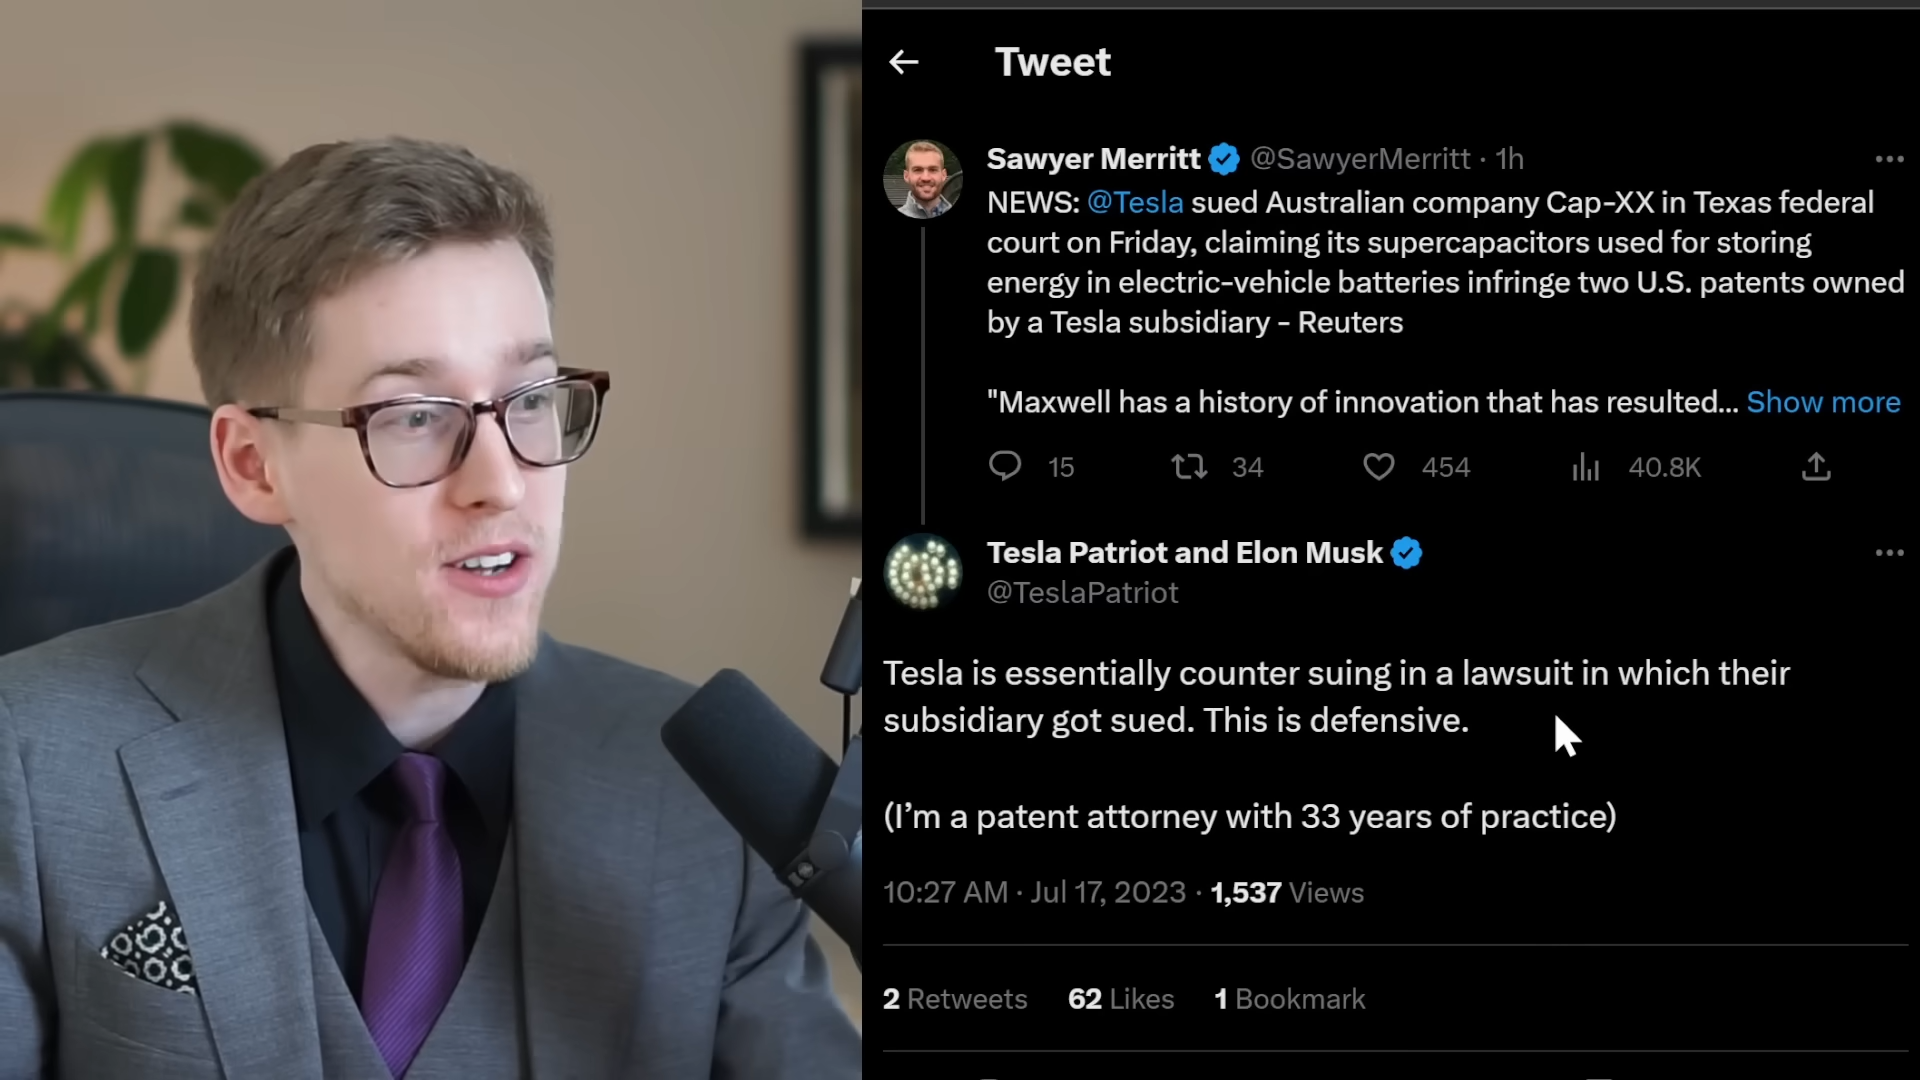 Tweet
Sawyer Merritt @SawyerMerritt · 1h
NEWS: @Tesla sued Australian company Cap-XX in Texas federal
court on Friday, claiming its supercapacitors used for storing
energy in electric-vehicle batteries infringe two U.S. patents owned
by a Tesla subsidiary - Reuters
"Maxwell has a history of innovation that has resulted... Show more
15 34 454 40.8K
Tesla Patriot and Elon Musk
@TeslaPatriot
Tesla is essentially counter suing in a lawsuit in which their
subsidiary got sued. This is defensive.
(I’m a patent attorney with 33 years of practice)
10:27 AM · Jul 17, 2023 · 1,537 Views
2 Retweets 62 Likes 1 Bookmark